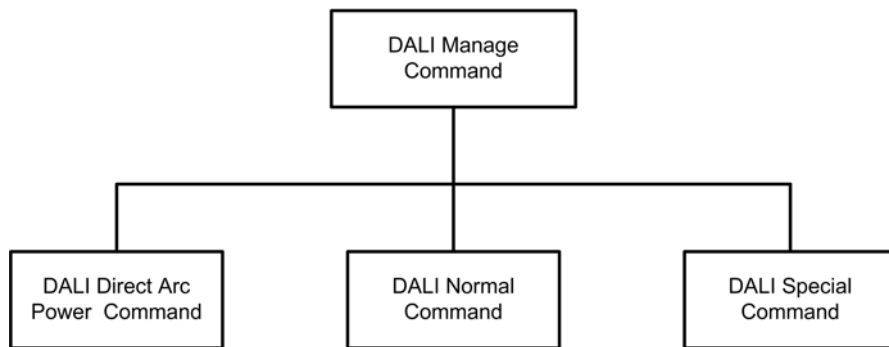 DALI Manage
Command
DALI Direct Arc
Power Command
DALI Normal
Command
DALI Special
Command